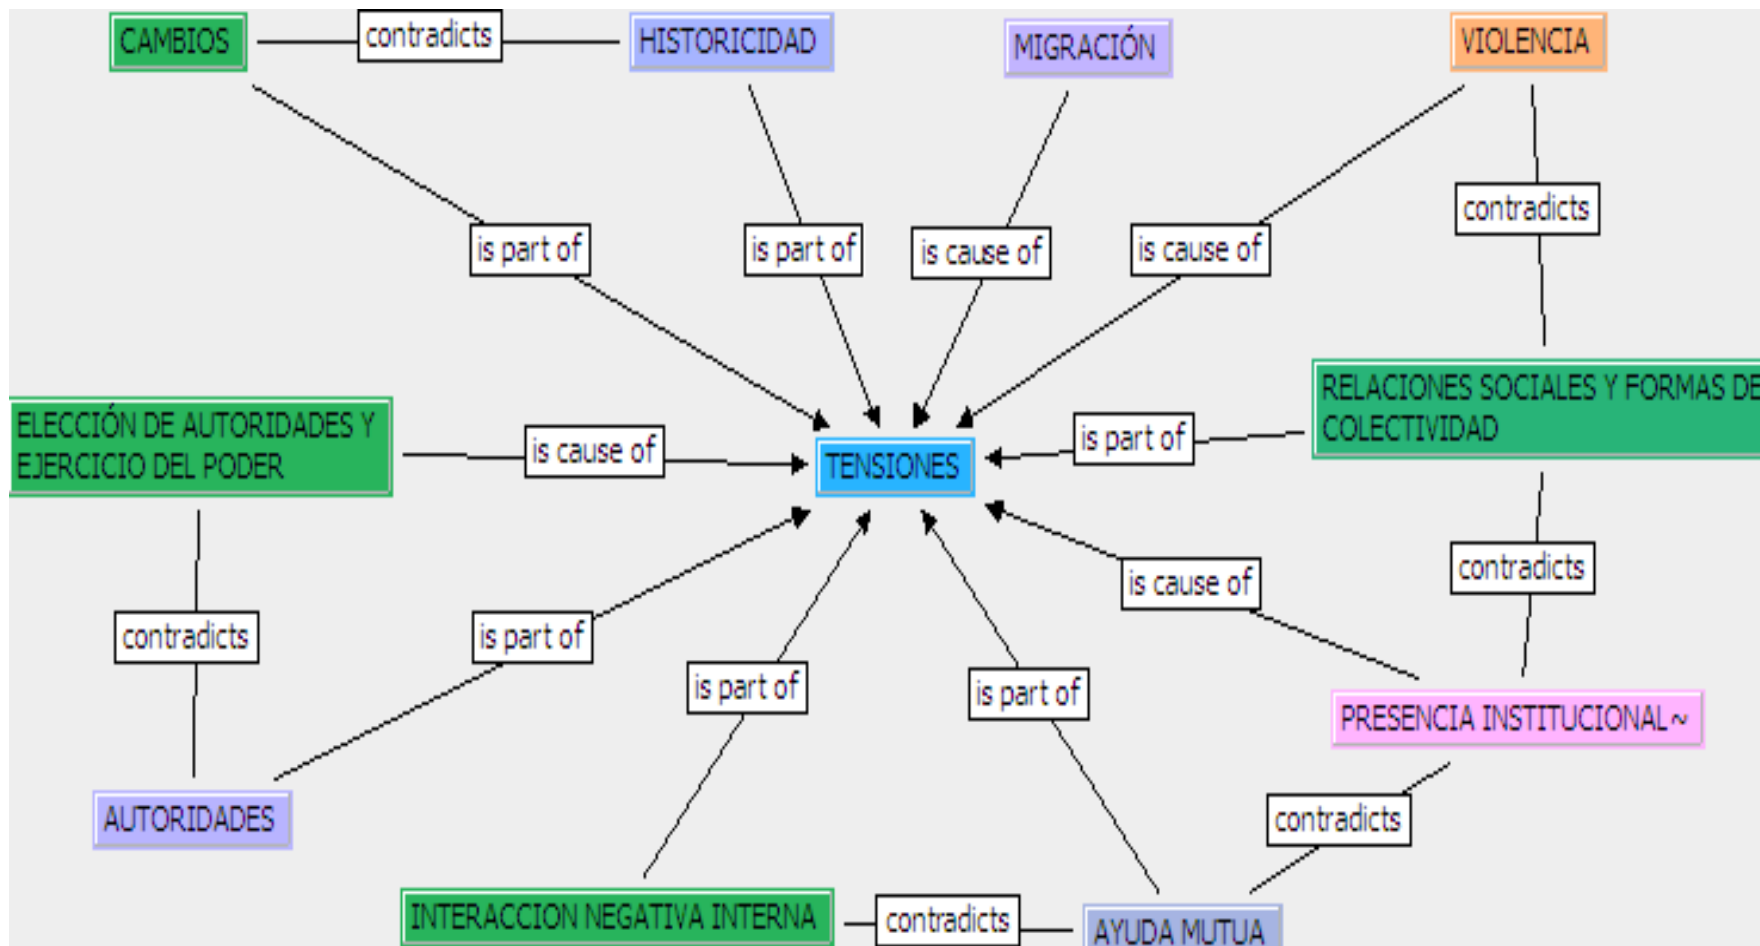 CAMBIOS
contradicts
HISTORICIDAD
MIGRACIÓN
VIOLENCIA
contradicts
is part of
is part of
is cause of
is cause of
RELACIONES SOCIALES Y FORMAS DE
COLECTIVIDAD
ELECCIÓN DE AUTORIDADES Y
EJERCICIO DEL PODER
is cause of
TENSIONES
is part of
contradicts
is cause of
contradicts
is part of
is part of
is part of
PRESENCIA INSTITUCIONAL~
AUTORIDADES
contradicts
INTERACCION NEGATIVA INTERNA
contradicts
AYUDA MUTUA